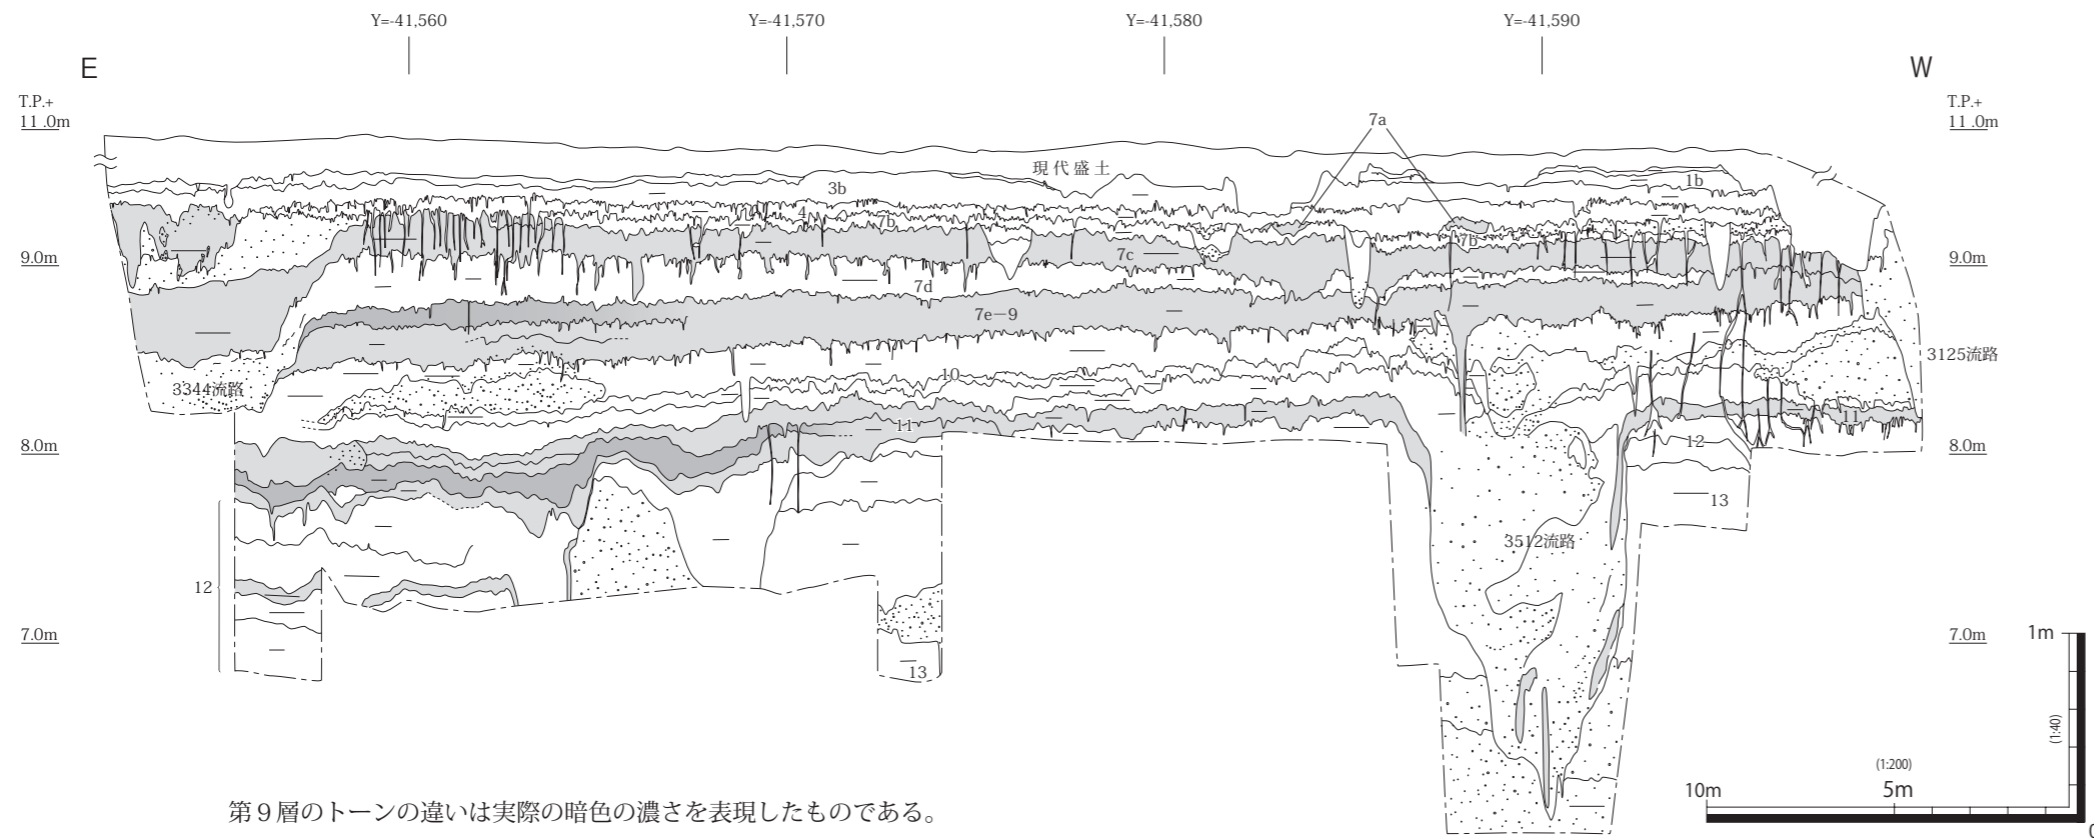 Y=-41,560 Y=-41,570 Y=-41,580 Y=-41,590
E W
T.P.+ T.P.+
11.0m 7a 11.0m
現代盛土
3b 1b
4 7b
7b
9.0m 7c 9.0m
7d
7e－9
3125流路
10
3344流路
11
11
8.0m 12 8.0m
13
3512流路
12
7.0m 7.0m 1m
13
(1:40)
(1:200)
10m 5m 0
第９層のトーンの違いは実際の暗色の濃さを表現したものである。